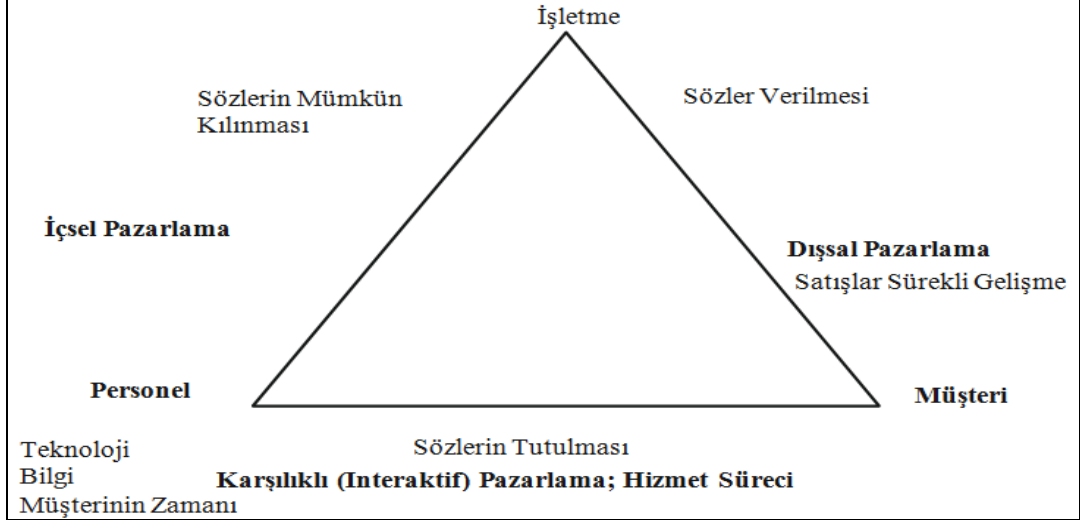 İşletme
Sözlerin Mümkün
Kılınması
Sözler Verilmesi
İçsel Pazarlama
Dışsal Pazarlama
Satışlar Sürekli Gelişme
Personel
Müşteri
Teknoloji
Bilgi
Müşterinin Zamanı
Sözlerin Tutulması
Karşılıklı (Interaktif) Pazarlama; Hizmet Süreci